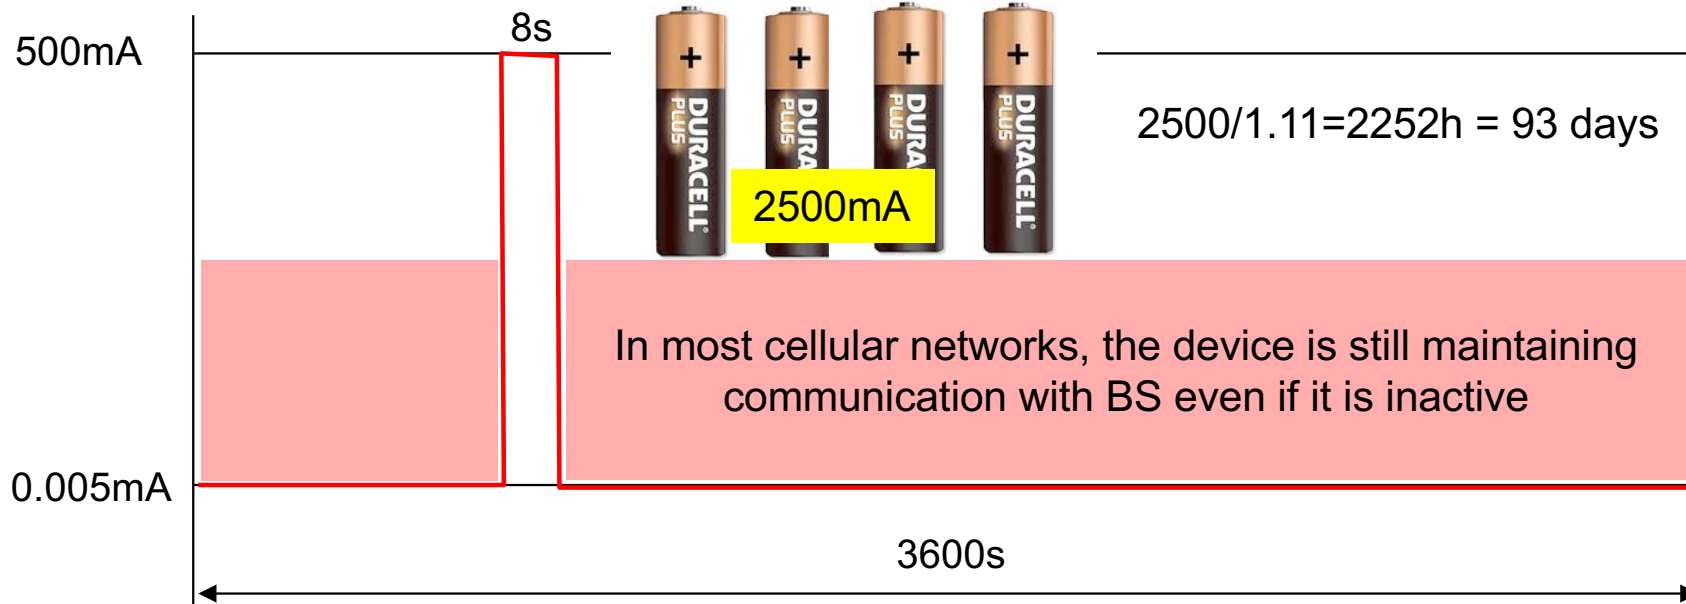 8s
500mA
+
+
+
+
DURACELL
PLUS
DURA
PLUS
DURAC
PLUS
DURACELL
PLUS
2500/1.11=2252h = 93 days
2500mA
In most cellular networks, the device is still maintaining
communication with BS even if it is inactive
0.005mA
3600s